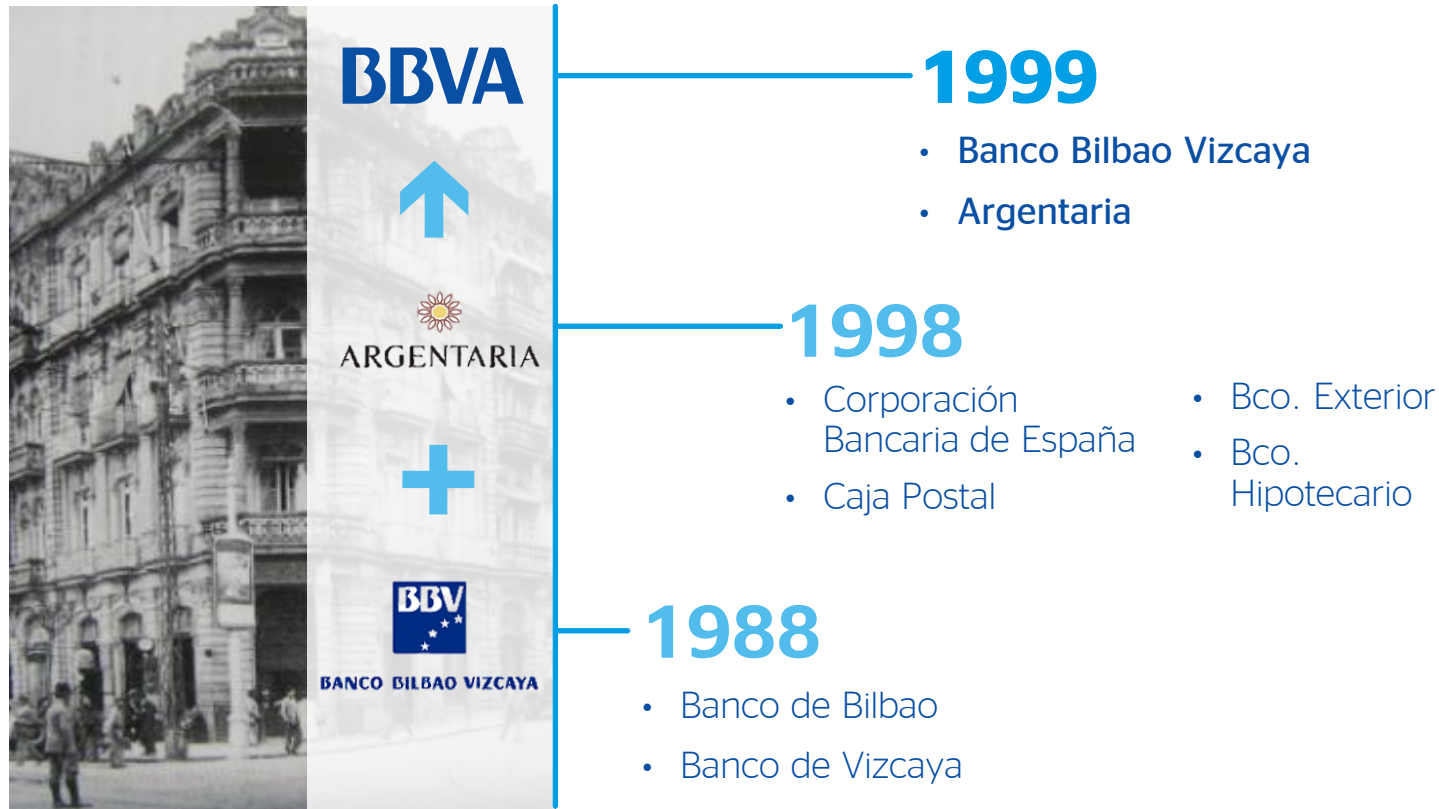 BBVA
ARGENTARIA
BBV
BANCO BILBAO VIZCAYA
1999
• Banco Bilbao Vizcaya
• Argentaria
1998
• Corporación
Bancaria de España
• Caja Postal
• Bco. Exterior
• Bco.
Hipotecario
1988
• Banco de Bilbao
• Banco de Vizcaya